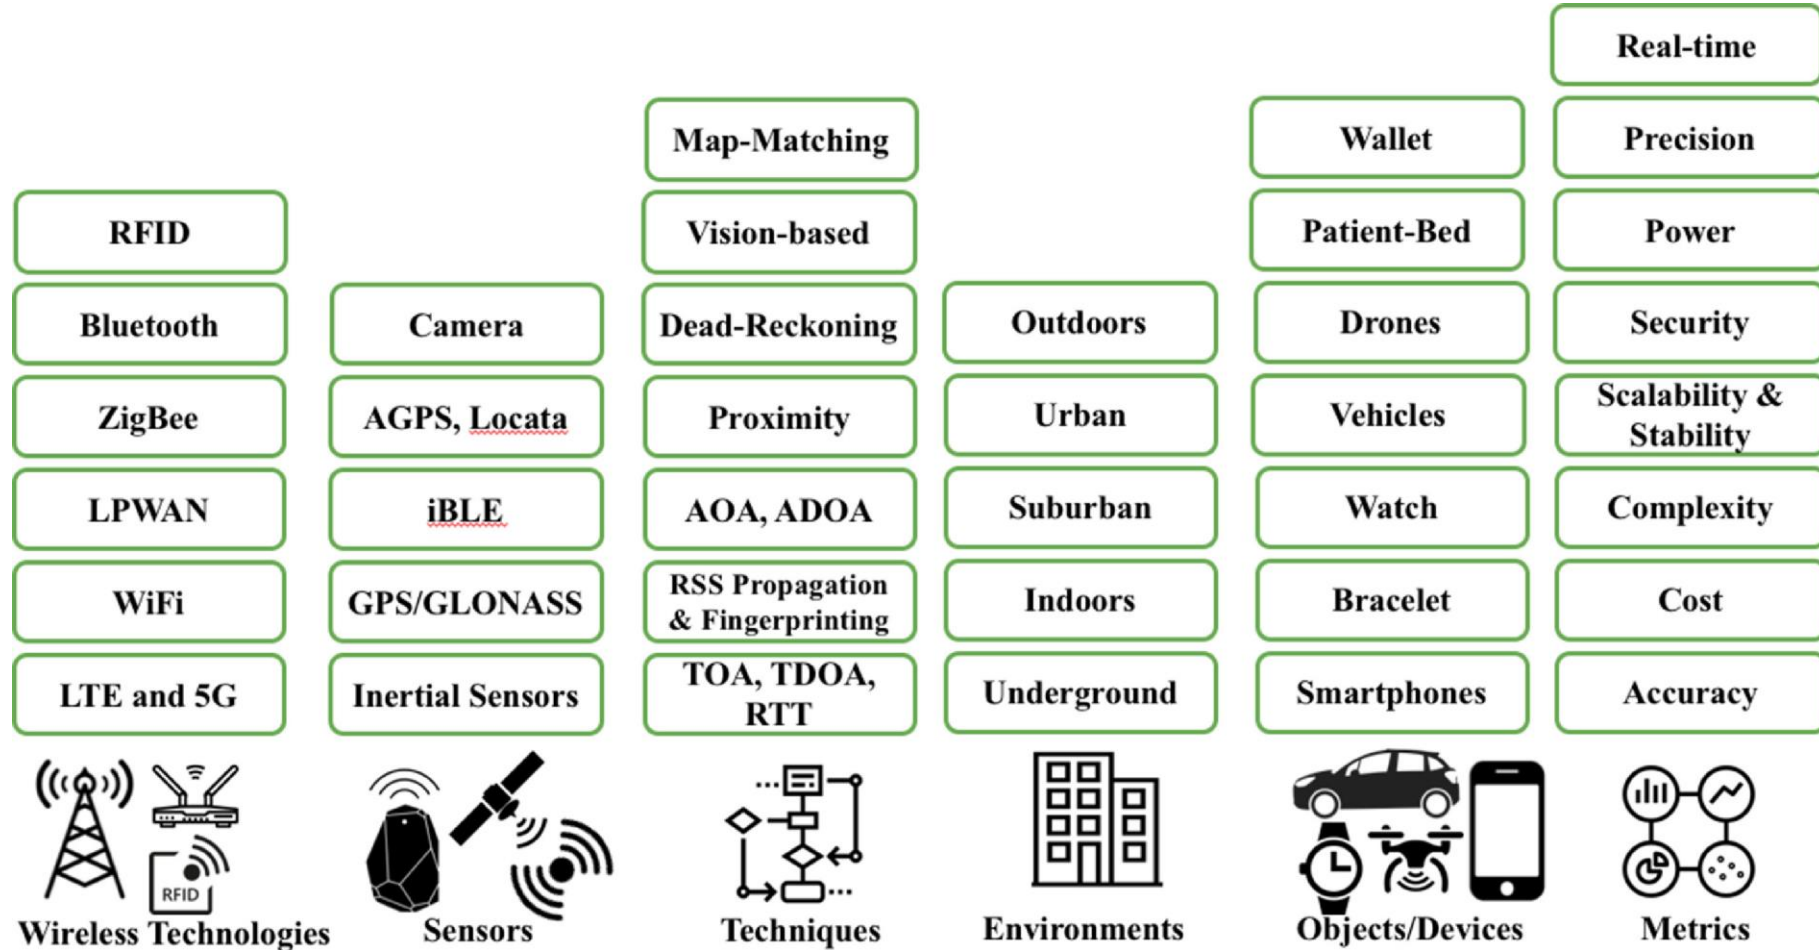 RFID
Bluetooth
ZigBee
LPWAN
WiFi
LTE and 5G
RFID
Wireless Technologies
Camera
AGPS, Locata
iBLE
GPS/GLONASS
Inertial Sensors
Sensors
Map-Matching
Vision-based
Dead-Reckoning
Proximity
AOA, ADOA
RSS Propagation
& Fingerprinting
TOA, TDOA,
RTT
Techniques
Outdoors
Urban
Suburban
Indoors
Underground
Environments
Wallet
Patient-Bed
Drones
Vehicles
Watch
Bracelet
Smartphones
Objects/Devices
Real-time
Precision
Power
Security
Scalability &
Stability
Complexity
Cost
Accuracy
Metrics